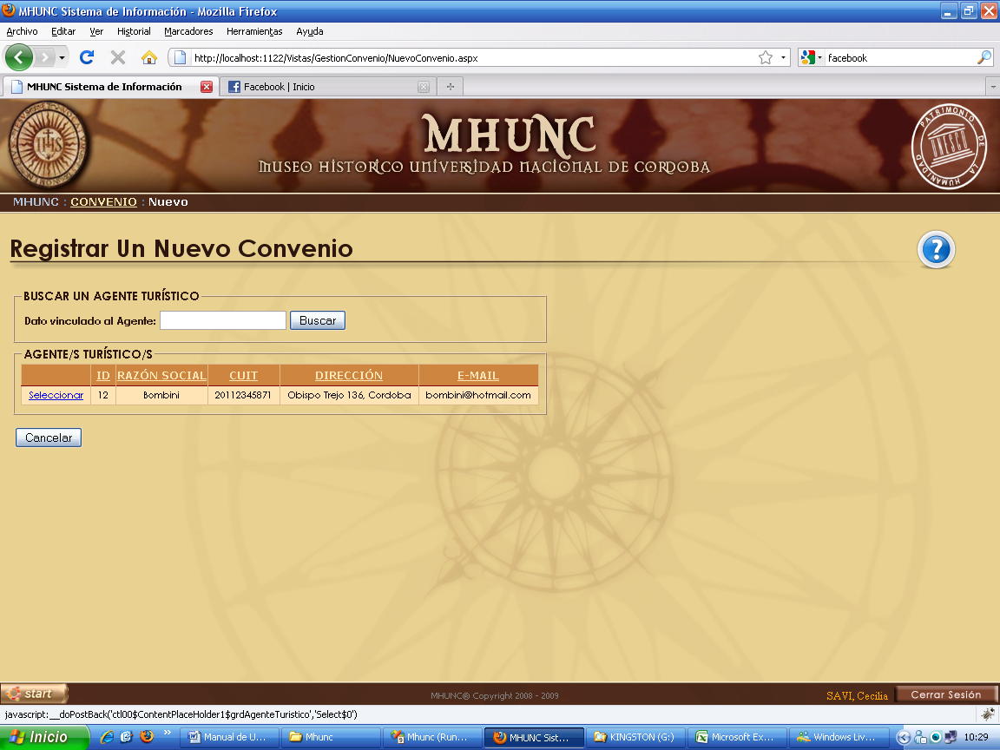 MHUNC Sistema de Información - Mozilla Firefox
Archivo Editar Ver Historial Marcadores Herramientas Ayuda
http://localhost:1122/Vistas/GestionConvenio/NuevoConvenio.aspx facebook
MHUNC Sistema de Información Facebook | Inicio
IHS MHUNC PATRIMONIO DE LA HUMANIDAD UNESCO
MUSEO HISTORICO UNIVERSIDAD NACIONAL DE CORDOBA
MHUNC : CONVENIO : Nuevo
Registrar Un Nuevo Convenio ?
BUSCAR UN AGENTE TURÍSTICO
Dato vinculado al Agente: Buscar
AGENTE/S TURÍSTICO/S
ID RAZÓN SOCIAL CUIT DIRECCIÓN E-MAIL
Seleccionar 12 Bombini 20112345871 Obispo Trejo 136, Cordoba bombini@hotmail.com
Cancelar
start MHUNC® Copyright 2008 - 2009 SAVI, Cecilia Cerrar Sesión
javascript:__doPostBack('ctl00$ContentPlaceHolder1$grdAgenteTuristico','Select$0')
Inicio » Manual de U... Mhunc Mhunc (Run... MHUNC Sist... KINGSTON (G:) Microsoft Ex... Windows Liv... 10:29